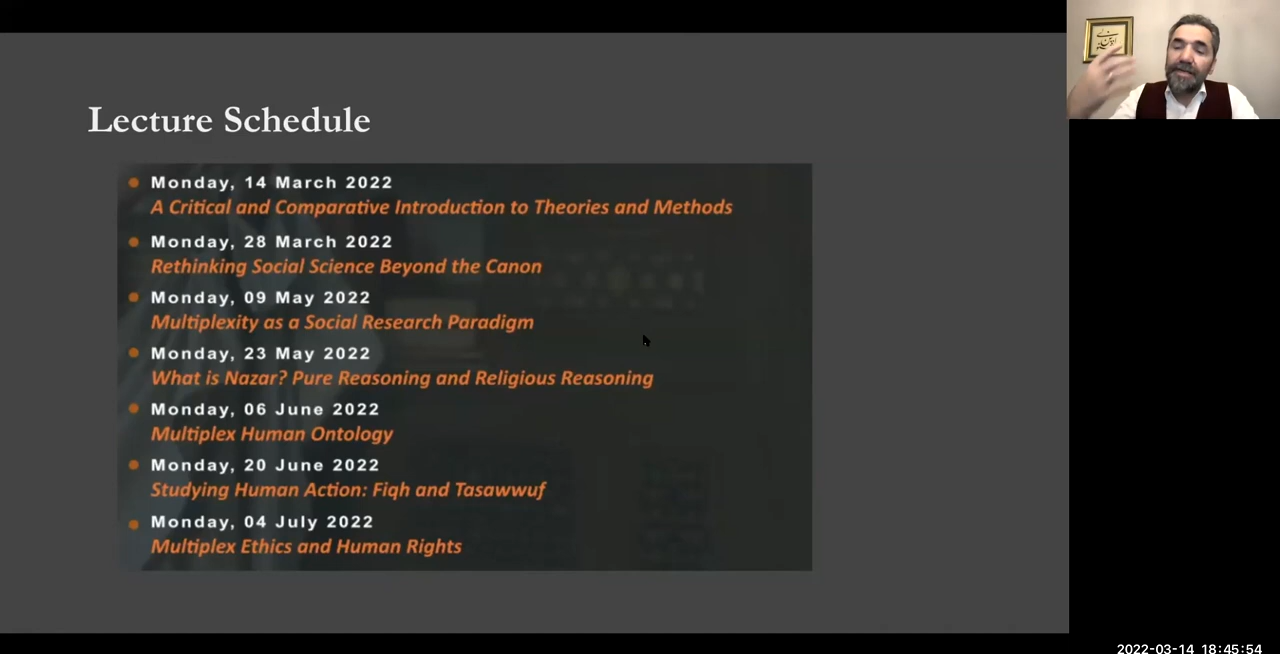 Lecture Schedule
Monday, 14 March 2022
A Critical and Comparative Introduction to Theories and Methods
Monday, 28 March 2022
Rethinking Social Science Beyond the Canon
Monday, 09 May 2022
Multiplexity as a Social Research Paradigm
Monday, 23 May 2022
What is Nazar? Pure Reasoning and Religious Reasoning
Monday, 06 June 2022
Multiplex Human Ontology
Monday, 20 June 2022
Studying Human Action: Fiqh and Tasawwuf
Monday, 04 July 2022
Multiplex Ethics and Human Rights
2022-03-14 18:45:54